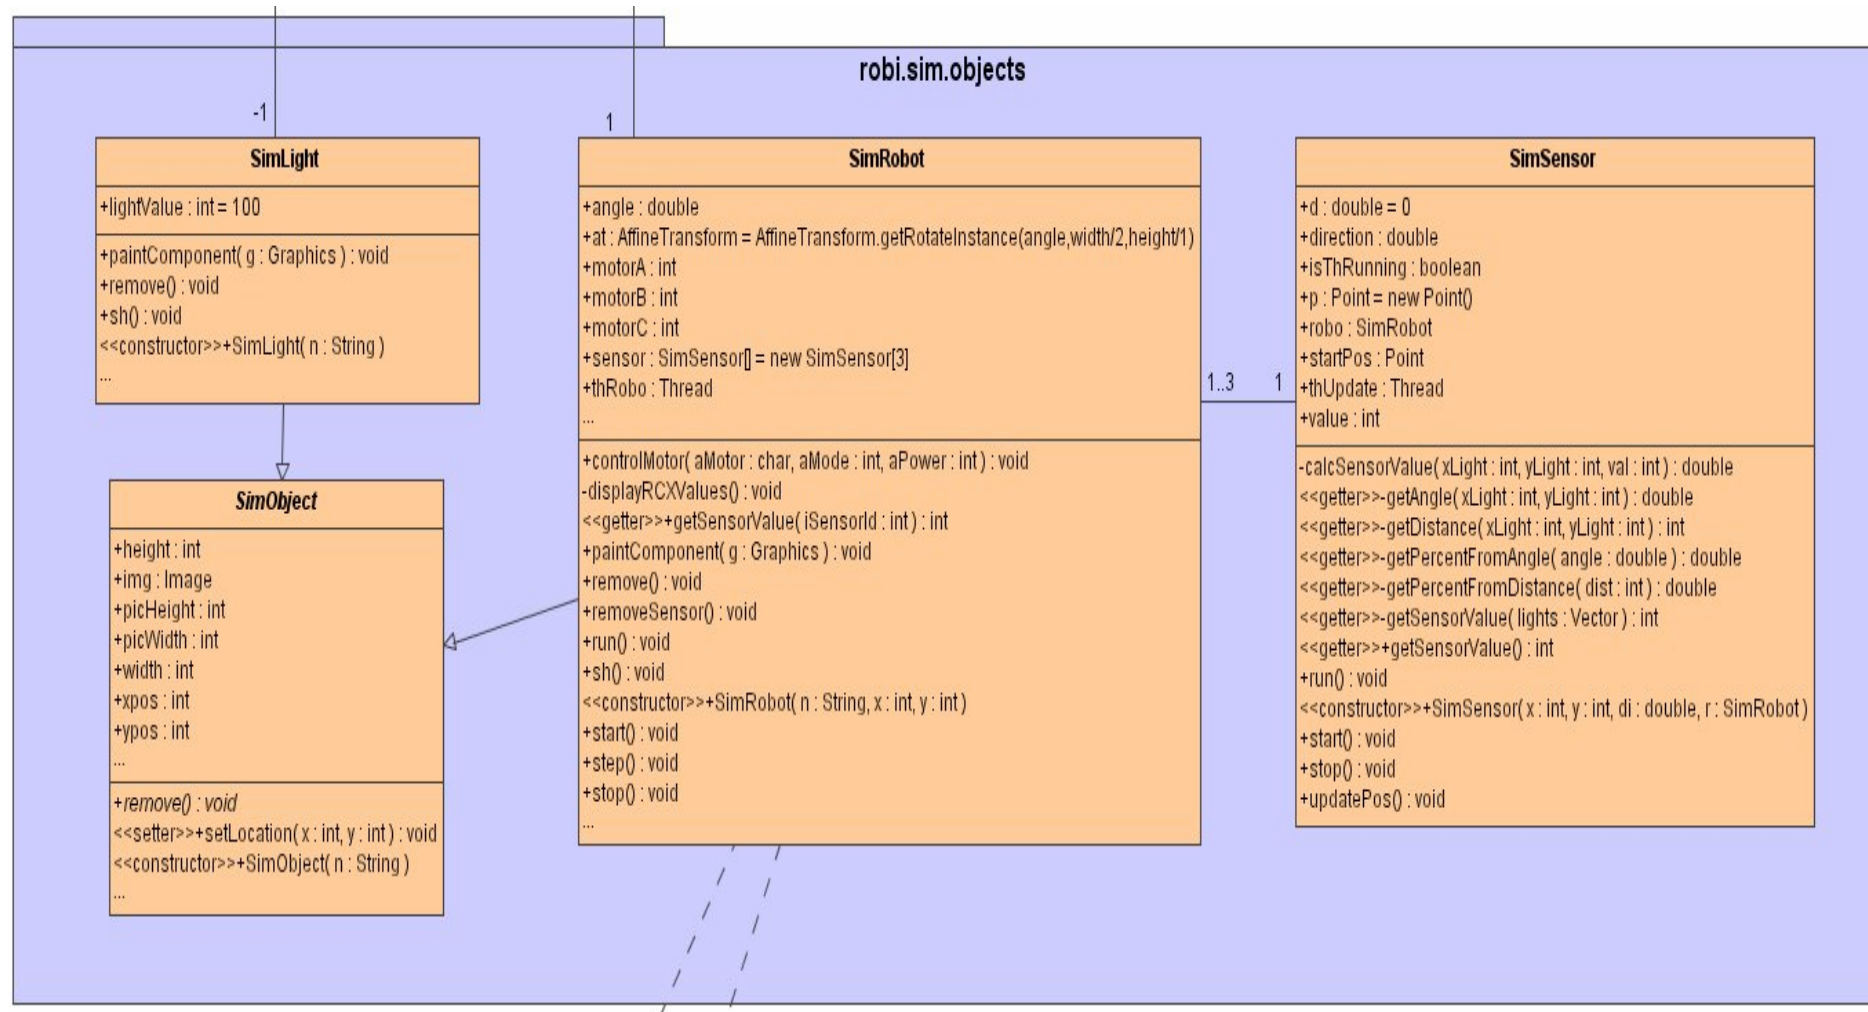 robi.sim.objects
-1
1
SimLight
+lightValue : int = 100
+paintComponent( g : Graphics ) : void
+remove() : void
+sh() : void
<<constructor>>+SimLight( n : String )
...
SimObject
+height : int
+img : Image
+picHeight : int
+picWidth : int
+width : int
+xpos : int
+ypos : int
...
+remove() : void
<<setter>>+setLocation( x : int, y : int ) : void
<<constructor>>+SimObject( n : String )
...
SimRobot
+angle : double
+at : AffineTransform = AffineTransform.getRotateInstance(angle,width/2,height/1)
+motorA : int
+motorB : int
+motorC : int
+sensor : SimSensor[] = new SimSensor[3]
+thRobo : Thread
...
+controlMotor( aMotor : char, aMode : int, aPower : int ) : void
-displayRCXValues() : void
<<getter>>+getSensorValue( iSensorId : int ) : int
+paintComponent( g : Graphics ) : void
+remove() : void
+removeSensor() : void
+run() : void
+sh() : void
<<constructor>>+SimRobot( n : String, x : int, y : int )
+start() : void
+step() : void
+stop() : void
...
1..3
1
SimSensor
+d : double = 0
+direction : double
+isThRunning : boolean
+p : Point = new Point()
+robo : SimRobot
+startPos : Point
+thUpdate : Thread
+value : int
-calcSensorValue( xLight : int, yLight : int, val : int ) : double
<<getter>>-getAngle( xLight : int, yLight : int ) : double
<<getter>>-getDistance( xLight : int, yLight : int ) : int
<<getter>>-getPercentFromAngle( angle : double ) : double
<<getter>>-getPercentFromDistance( dist : int ) : double
<<getter>>-getSensorValue( lights : Vector ) : int
<<getter>>+getSensorValue() : int
+run() : void
<<constructor>>+SimSensor( x : int, y : int, di : double, r : SimRobot )
+start() : void
+stop() : void
+updatePos() : void